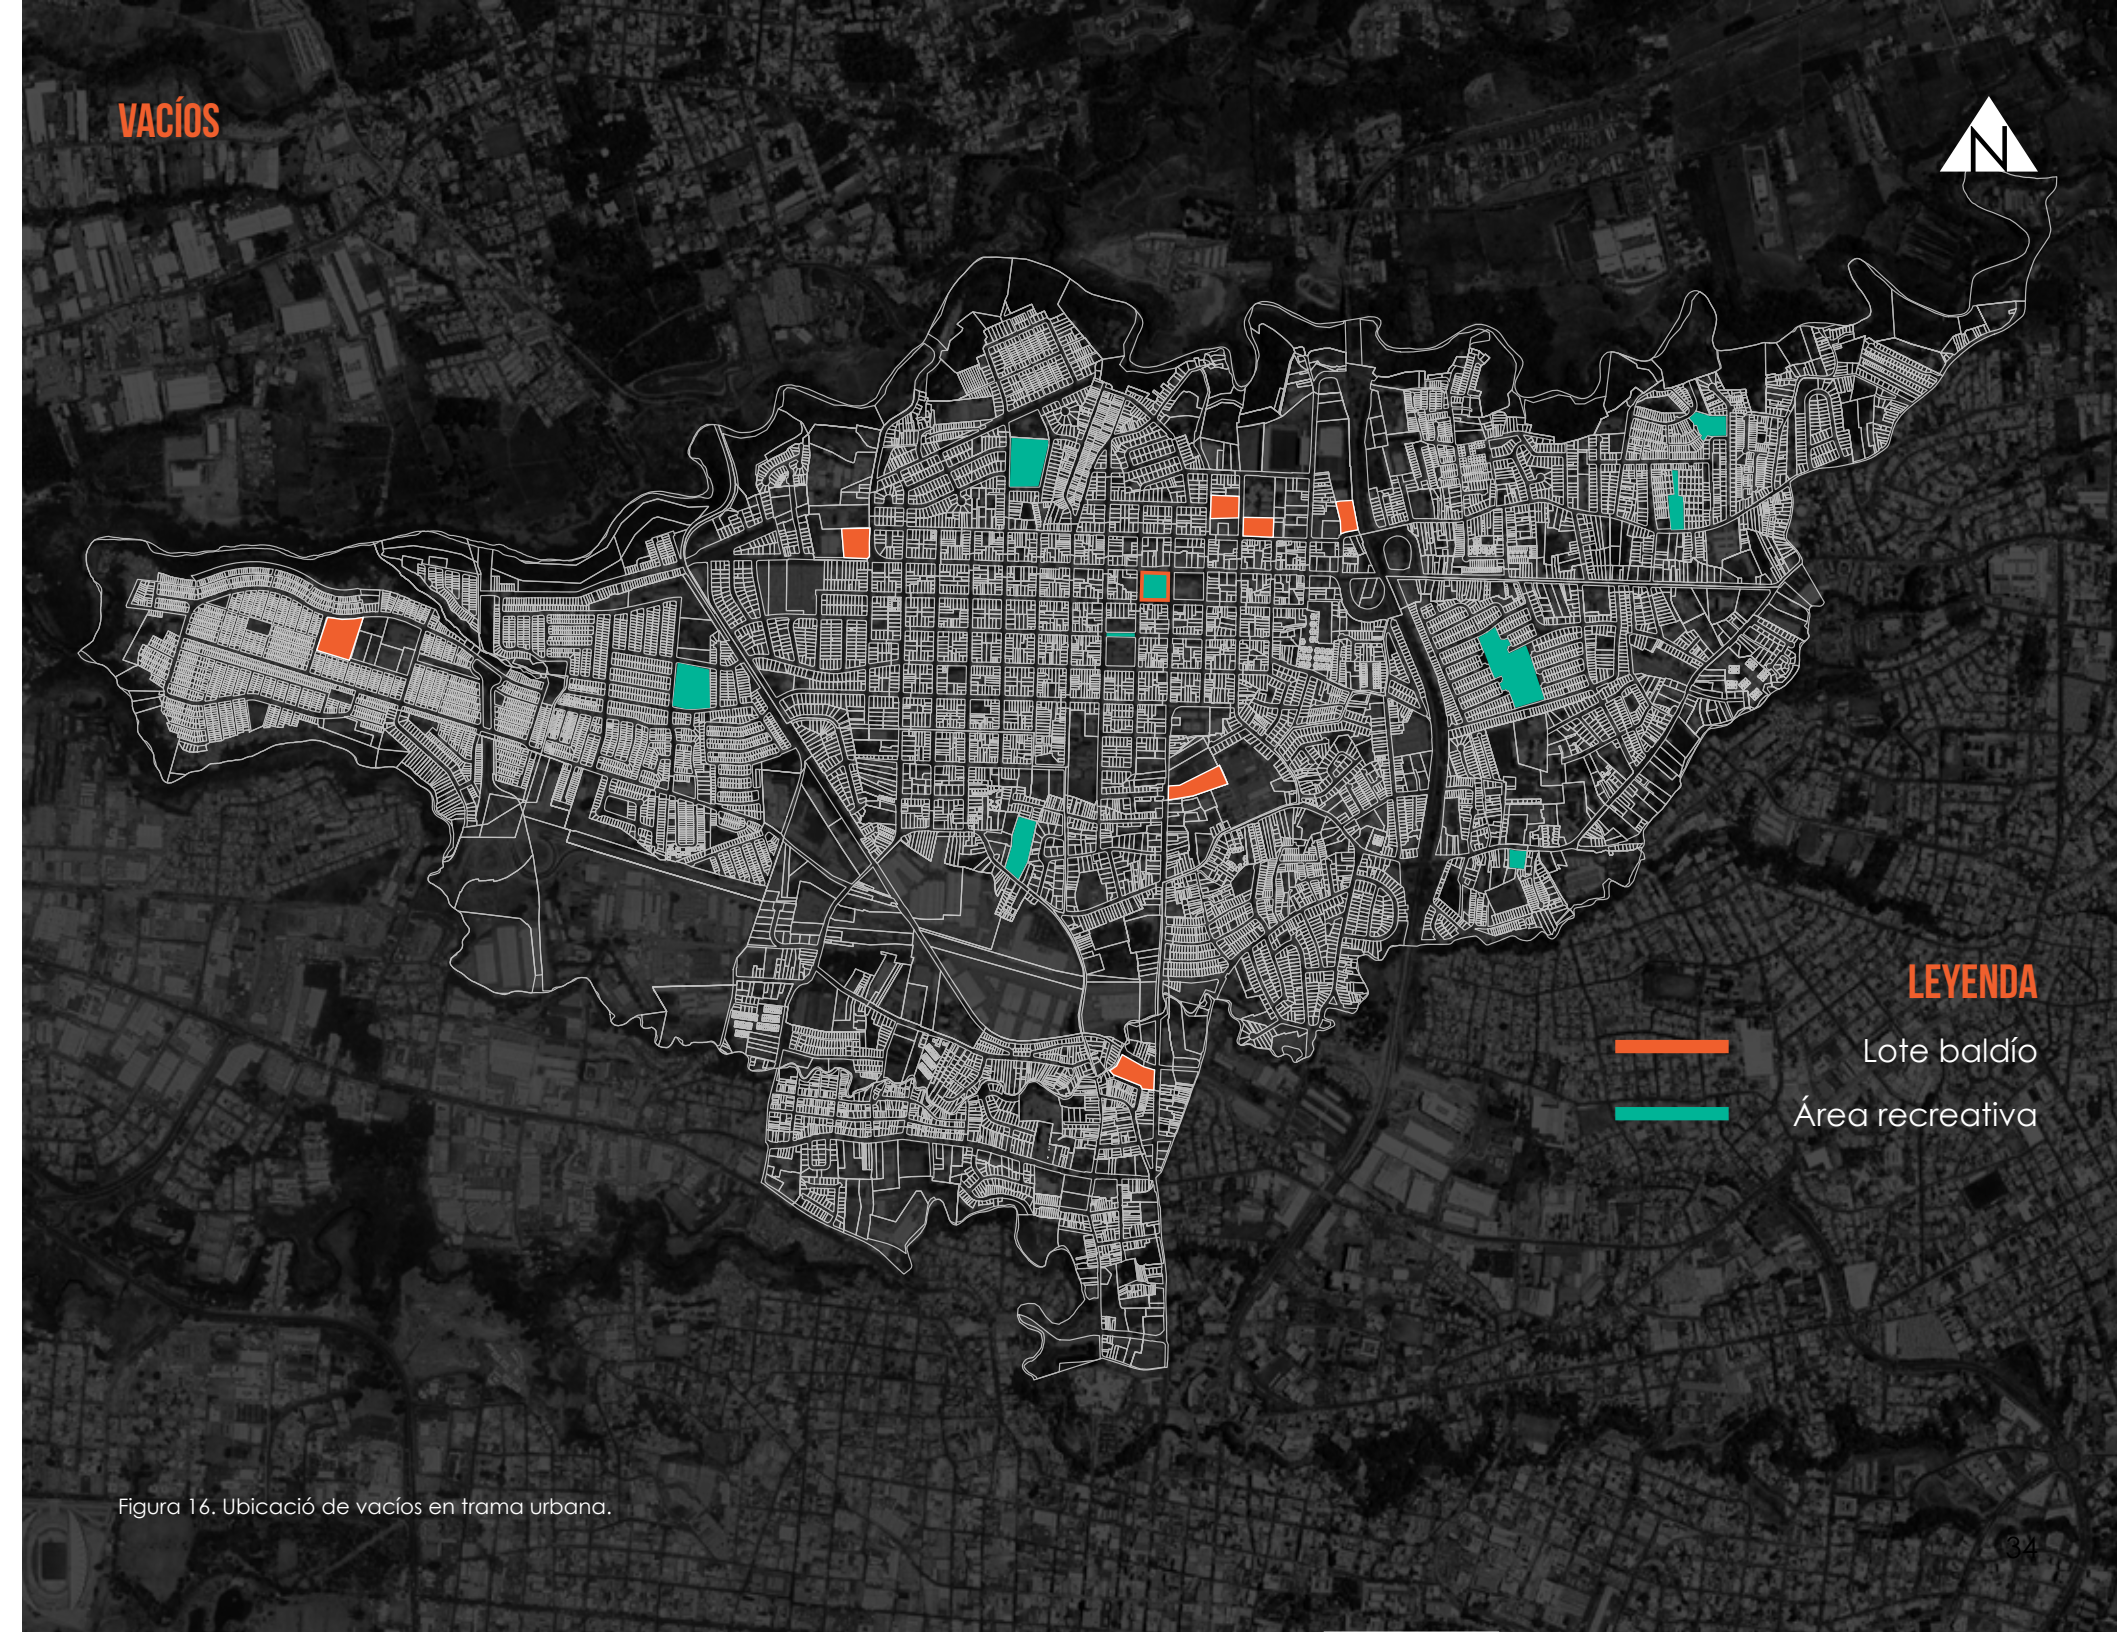 VACÍOS
N
LEYENDA
Lote baldío
Área recreativa
Figura 16. Ubicació de vacíos en trama urbana.
34